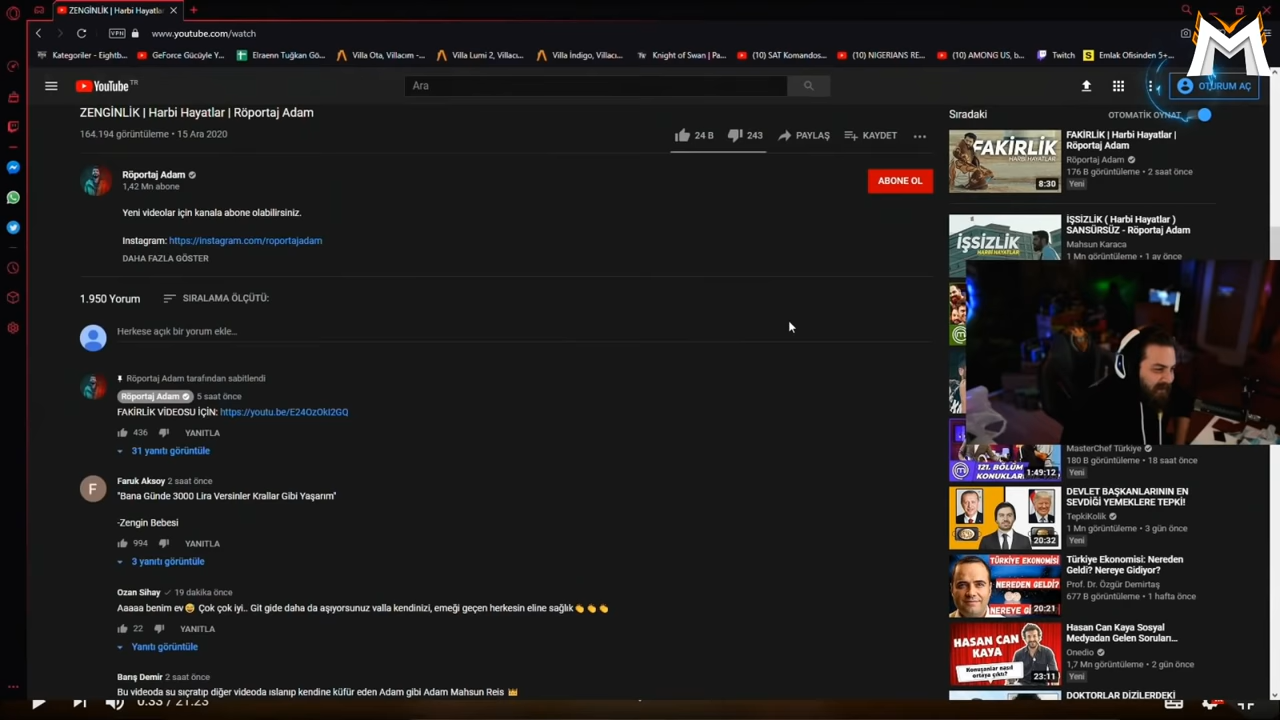 ZENGİNLİK | Harbi Hayatla
www.youtube.com/watch
VPN
Kategoriler - Eightb...
GeForce Gücüyle Y...
Elraenn Tuğkan Gö...
Villa Ota, Villacım -...
Villa Lumi 2, Villacı...
Villa İndigo, Villacı...
Knight of Swan | Pa...
(10) SAT Komandos...
(10) NIGERIANS RE...
(10) AMONG US, b...
Twitch
Emlak Ofisinden 5+...
YouTube TR
Ara
OTURUM AÇ
ZENGİNLİK | Harbi Hayatlar | Röportaj Adam
164.194 görüntüleme • 15 Ara 2020
24 B
243
PAYLAŞ
KAYDET
Röportaj Adam
1,42 Mn abone
ABONE OL
Yeni videolar için kanala abone olabilirsiniz.
Instagram: https://instagram.com/roportajadam
DAHA FAZLA GÖSTER
1.950 Yorum
SIRALAMA ÖLÇÜTÜ:
Herkese açık bir yorum ekle...
Röportaj Adam tarafından sabitlendi
Röportaj Adam 5 saat önce
FAKİRLİK VİDEOSU İÇİN: https://youtu.be/E24OzOkI2GQ
436
YANITLA
31 yanıtı görüntüle
F
Faruk Aksoy 2 saat önce
"Bana Günde 3000 Lira Versinler Krallar Gibi Yaşarım"
-Zengin Bebesi
994
YANITLA
3 yanıtı görüntüle
Ozan Sihay 19 dakika önce
Aaaaa benim ev😅 Çok çok iyi.. Git gide daha da aşıyorsunuz valla kendinizi, emeği geçen herkesin eline sağlık👏👏👏
22
YANITLA
Yanıtı görüntüle
Barış Demir 2 saat önce
Bu videoda su sıçratıp diğer videoda ıslanıp kendine küfür eden Adam gibi Adam Mahsun Reis 👑
0:33 / 21:23
Sıradaki
OTOMATİK OYNAT
FAKİRLİK
HARBİ HAYATLAR
8:30
FAKİRLİK | Harbi Hayatlar |
Röportaj Adam
Röportaj Adam
176 B görüntüleme • 2 saat önce
Yeni
İŞSİZLİK
HARBİ HAYATLAR
İŞSİZLİK ( Harbi Hayatlar )
SANSÜRSÜZ - Röportaj Adam
Mahsun Karaca
1 Mn görüntüleme • 1 ay önce
121. BÖLÜM
KONUKLAR
1:49:12
MasterChef Türkiye
180 B görüntüleme • 18 saat önce
Yeni
20:32
DEVLET BAŞKANLARININ EN
SEVDİĞİ YEMEKLERE TEPKİ!
TepkiKolik
1 Mn görüntüleme • 3 gün önce
Yeni
TÜRKİYE EKONOMİSİ
NEREDEN GELDİ?
NEREYE Gİ
20:21
Türkiye Ekonomisi: Nereden
Geldi? Nereye Gidiyor?
Prof. Dr. Özgür Demirtaş
677 B görüntüleme • 1 hafta önce
Yeni
HASAN CAN
KAYA
Konuşanlar nasıl
ortaya çıktı?
23:11
Hasan Can Kaya Sosyal
Medyadan Gelen Soruları...
Onedio
1,7 Mn görüntüleme • 2 gün önce
Yeni
DOKTORLAR DİZİLERDEKİ